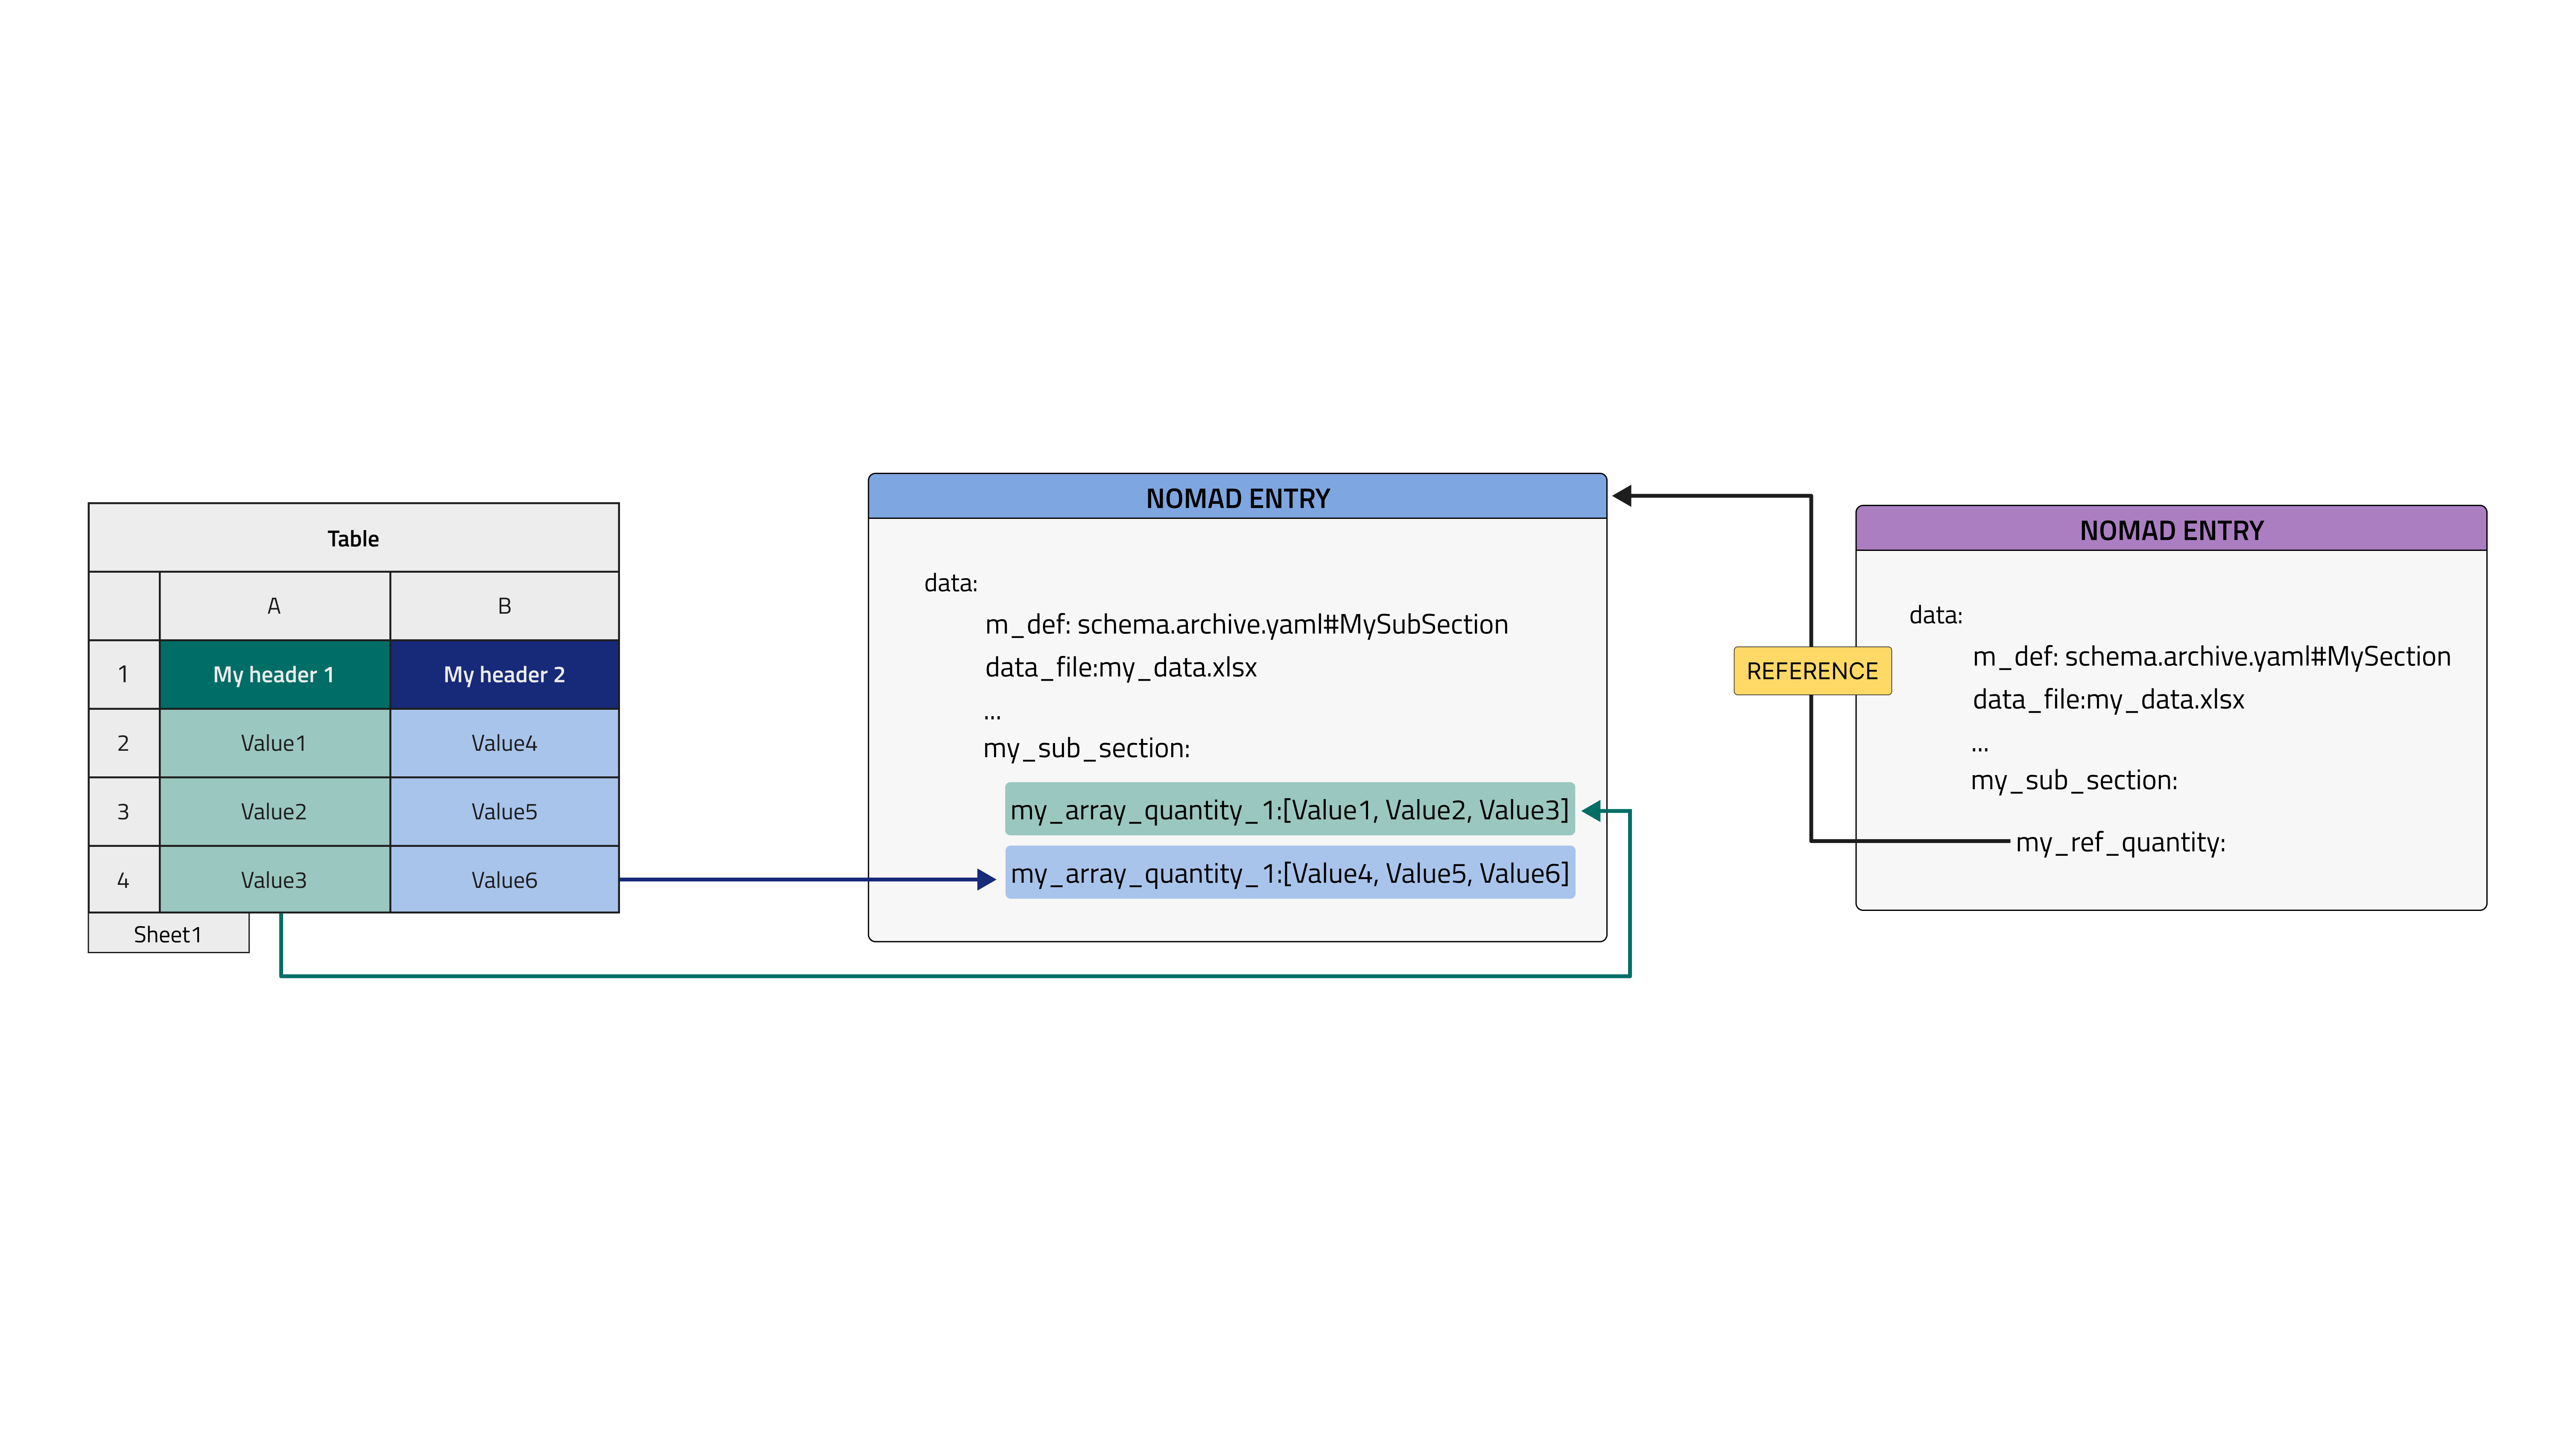 Table
A B
1 My header 1 My header 2
2 Value1 Value4
3 Value2 Value5
4 Value3 Value6
Sheet1
NOMAD ENTRY
data:
m_def: schema.archive.yaml#MySubSection
data_file:my_data.xlsx
...
my_sub_section:
my_array_quantity_1:[Value1, Value2, Value3]
my_array_quantity_1:[Value4, Value5, Value6]
REFERENCE
NOMAD ENTRY
data:
m_def: schema.archive.yaml#MySection
data_file:my_data.xlsx
...
my_sub_section:
my_ref_quantity: